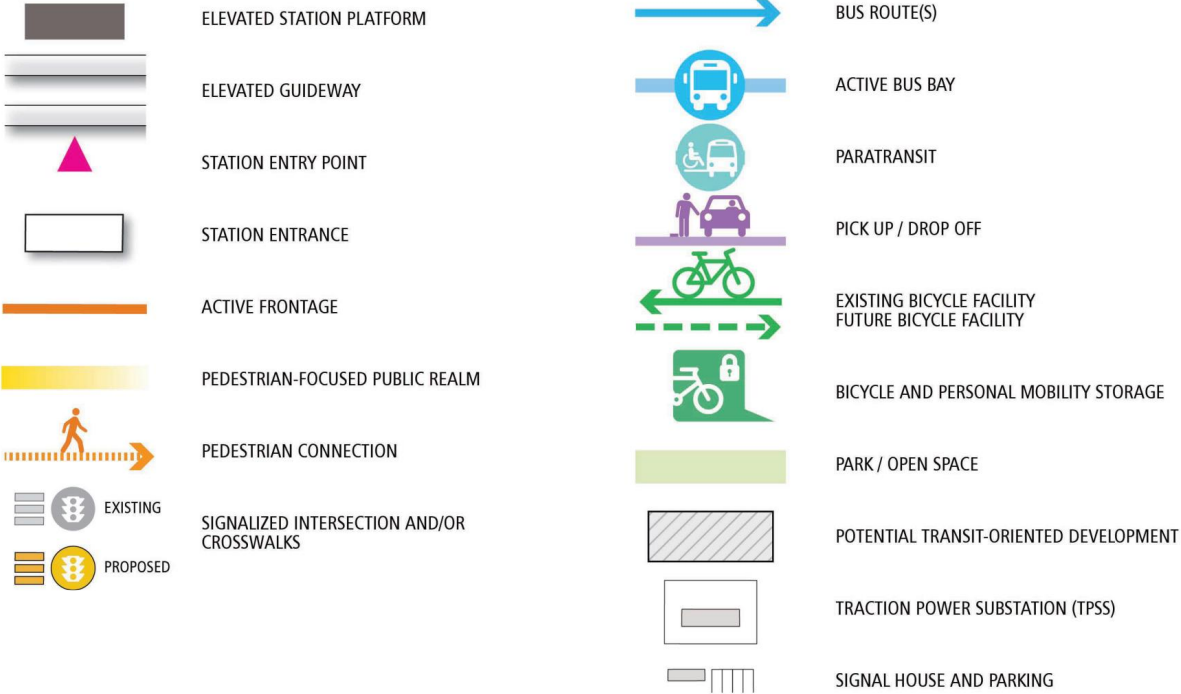 ELEVATED STATION PLATFORM
ELEVATED GUIDEWAY
STATION ENTRY POINT
STATION ENTRANCE
ACTIVE FRONTAGE
PEDESTRIAN-FOCUSED PUBLIC REALM
PEDESTRIAN CONNECTION
EXISTING
SIGNALIZED INTERSECTION AND/OR
CROSSWALKS
PROPOSED
BUS ROUTE(S)
ACTIVE BUS BAY
PARATRANSIT
PICK UP / DROP OFF
EXISTING BICYCLE FACILITY
FUTURE BICYCLE FACILITY
BICYCLE AND PERSONAL MOBILITY STORAGE
PARK / OPEN SPACE
POTENTIAL TRANSIT-ORIENTED DEVELOPMENT
TRACTION POWER SUBSTATION (TPSS)
SIGNAL HOUSE AND PARKING